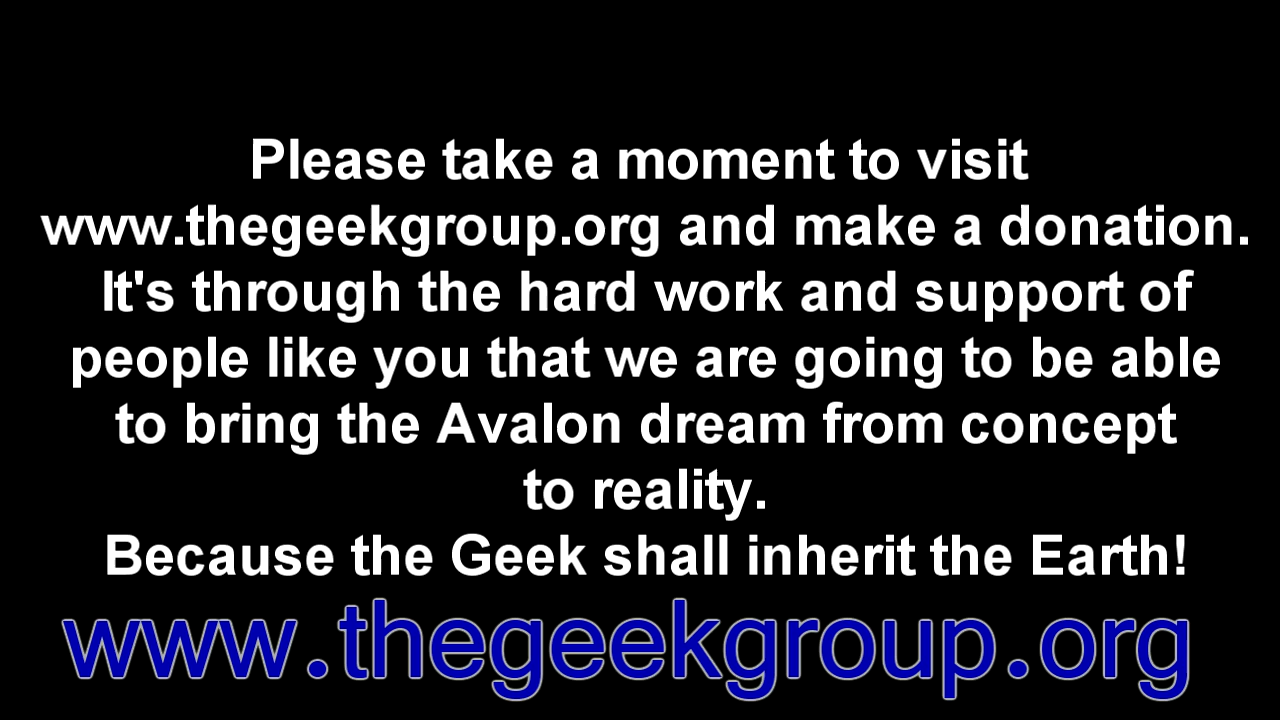 Please take a moment to visit
www.thegeekgroup.org and make a donation.
It's through the hard work and support of
people like you that we are going to be able
to bring the Avalon dream from concept
to reality.
Because the Geek shall inherit the Earth!
www.thegeekgroup.org